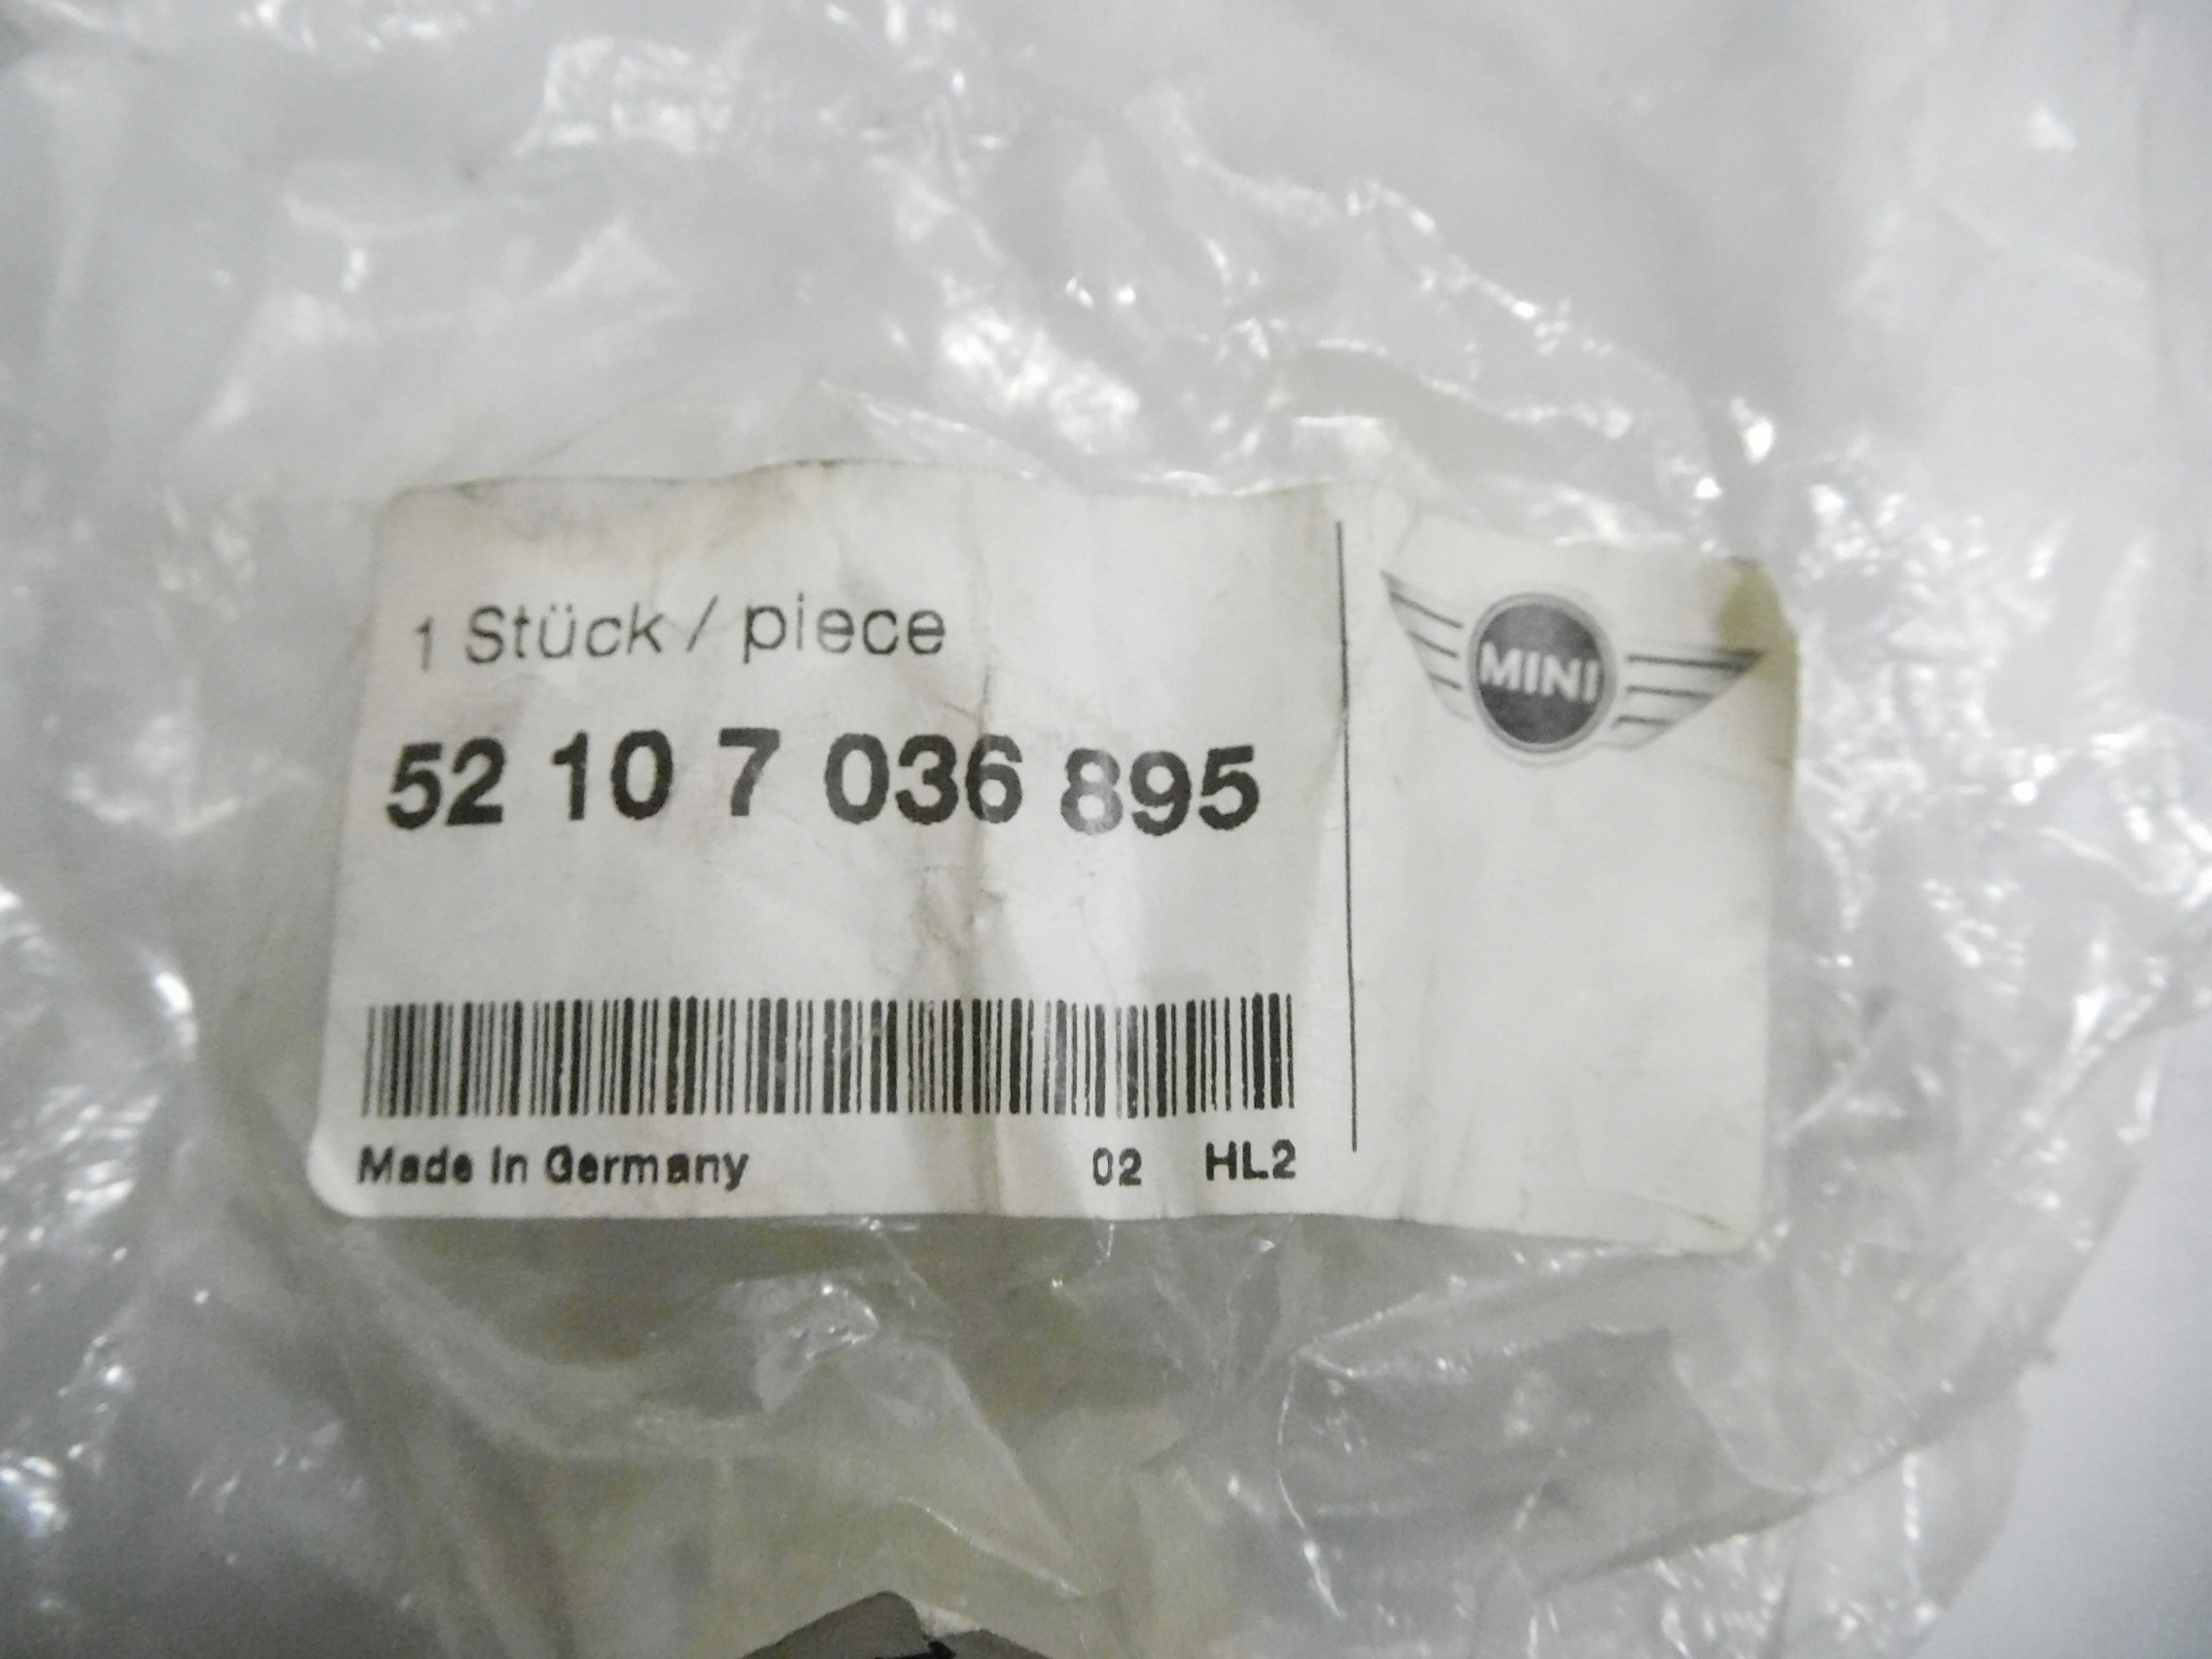 1 Stück / piece
52 10 7 036 895
Made In Germany 02 HL2
MINI